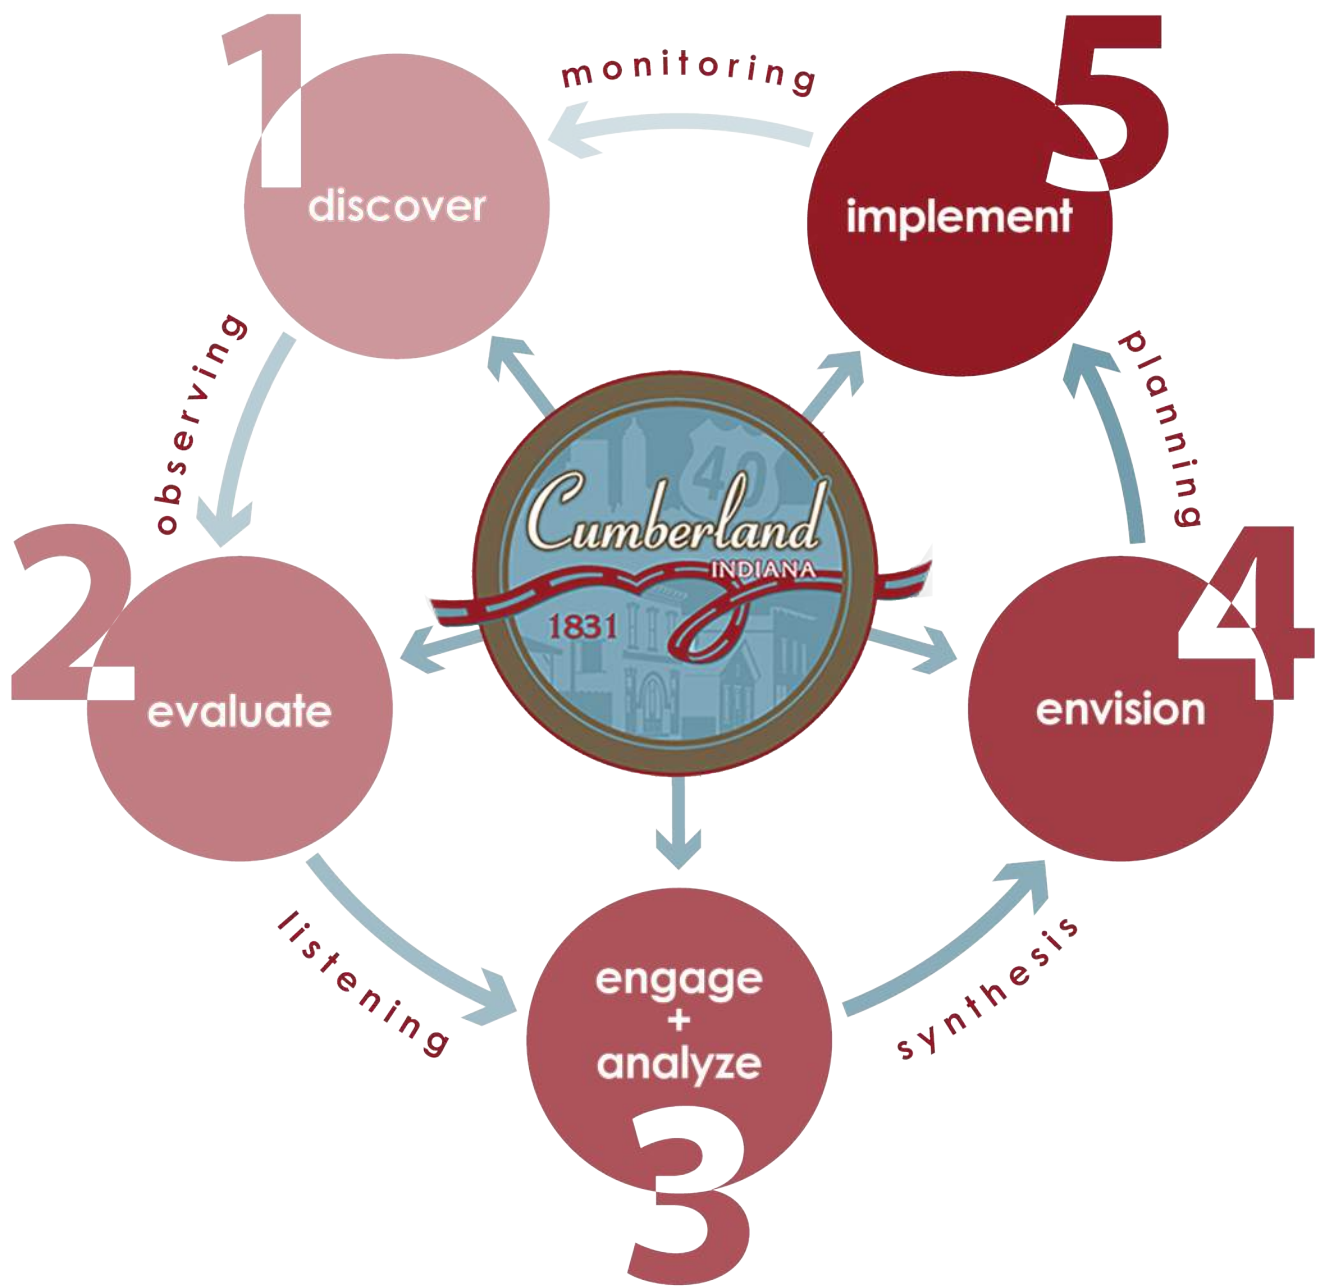 1
discover
monitoring
5
implement
observing
planning
40
Cumberland
INDIANA
1831
2
evaluate
4
envision
listening
synthesis
engage
+
analyze
3